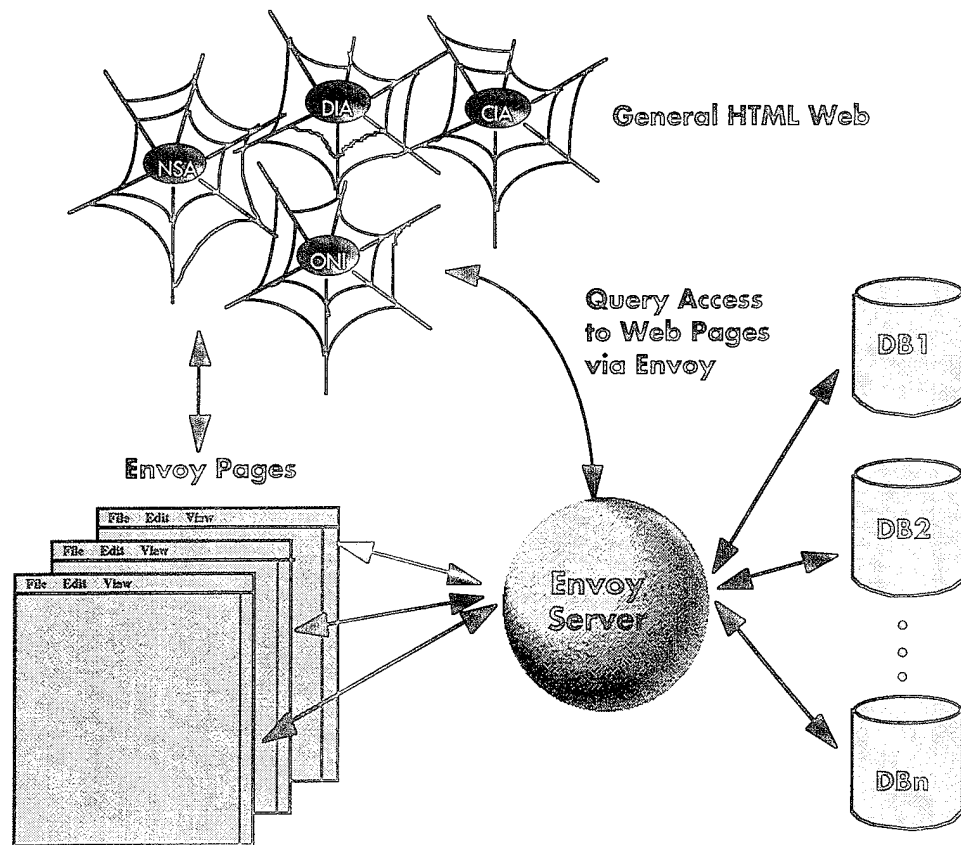 DIA
CIA
NSA
ONI
General HTML Web
Query Access
to Web Pages
via Envoy
DB1
Envoy Pages
File Edit View
File Edit View
File Edit View
Envoy
Server
DB2
DBn